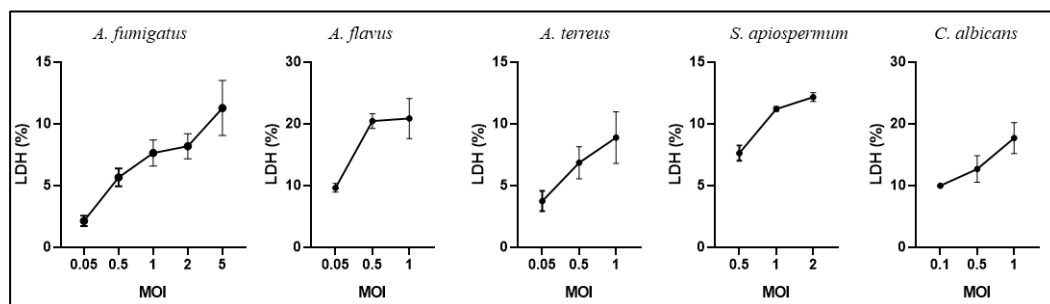 A. fumigatus
A. flavus
A. terreus
S. apiospermum
C. albicans
LDH (%)
15
10
5
0
0.05 0.5 1 2 5
MOI
LDH (%)
30
20
10
0
0.05 0.5 1
MOI
LDH (%)
15
10
5
0
0.05 0.5 1
MOI
LDH (%)
15
10
5
0
0.5 1 2
MOI
LDH (%)
30
20
10
0
0.1 0.5 1
MOI